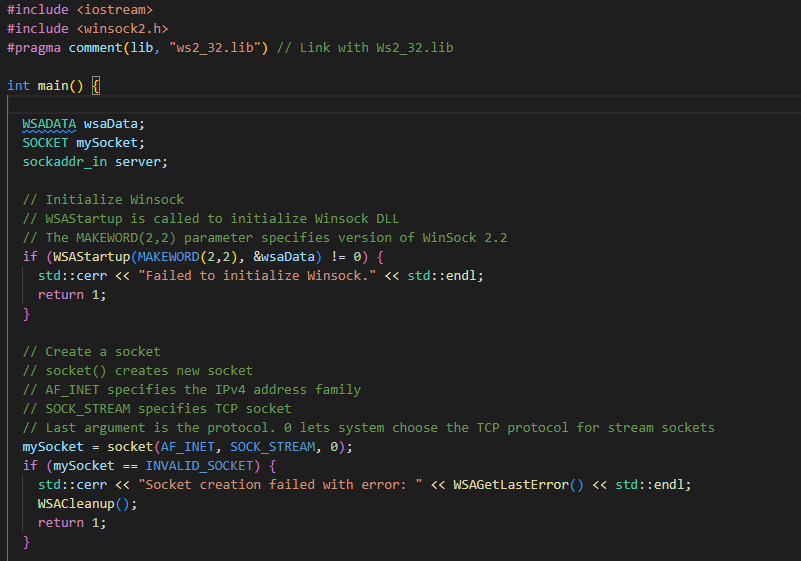 #include <iostream>
#include <winsock2.h>
#pragma comment(lib, "ws2_32.lib") // Link with Ws2_32.lib

int main() {

  WSADATA wsaData;
  SOCKET mySocket;
  sockaddr_in server;

  // Initialize Winsock
  // WSAStartup is called to initialize Winsock DLL
  // The MAKEWORD(2,2) parameter specifies version of WinSock 2.2
  if (WSAStartup(MAKEWORD(2,2), &wsaData) != 0) {
    std::cerr << "Failed to initialize Winsock." << std::endl;
    return 1;
  }

  // Create a socket
  // socket() creates new socket
  // AF_INET specifies the IPv4 address family
  // SOCK_STREAM specifies TCP socket
  // Last argument is the protocol. 0 lets system choose the TCP protocol for stream sockets
  mySocket = socket(AF_INET, SOCK_STREAM, 0);
  if (mySocket == INVALID_SOCKET) {
    std::cerr << "Socket creation failed with error: " << WSAGetLastError() << std::endl;
    WSACleanup();
    return 1;
  }